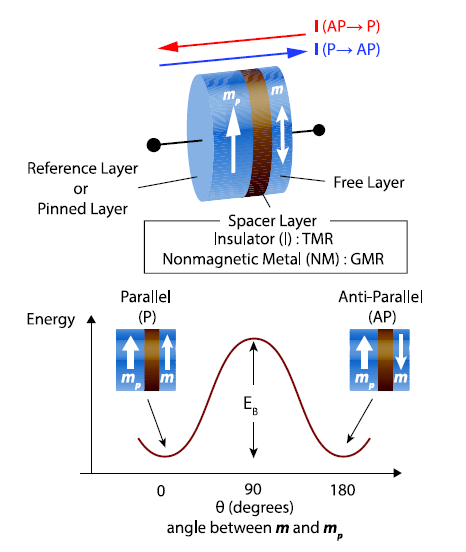 I (AP→ P)
I (P→ AP)
m_p
m
Reference Layer
or
Pinned Layer
Free Layer
Spacer Layer
Insulator (I) : TMR
Nonmagnetic Metal (NM) : GMR
Parallel
(P)
Anti-Parallel
(AP)
Energy
m_p
m
m_p
m
E_B
0
90
180
θ (degrees)
angle between m and m_p